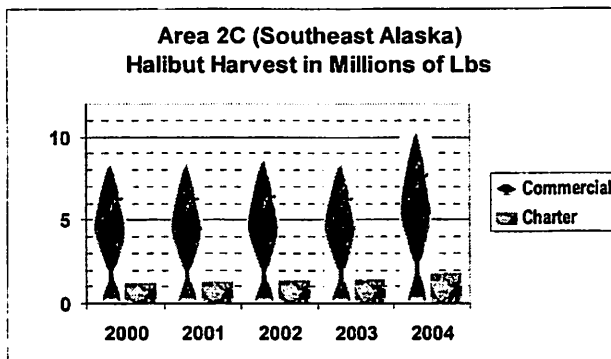 Area 2C (Southeast Alaska)
Halibut Harvest in Millions of Lbs
10
5
0
2000 2001 2002 2003 2004
Commercial
Charter